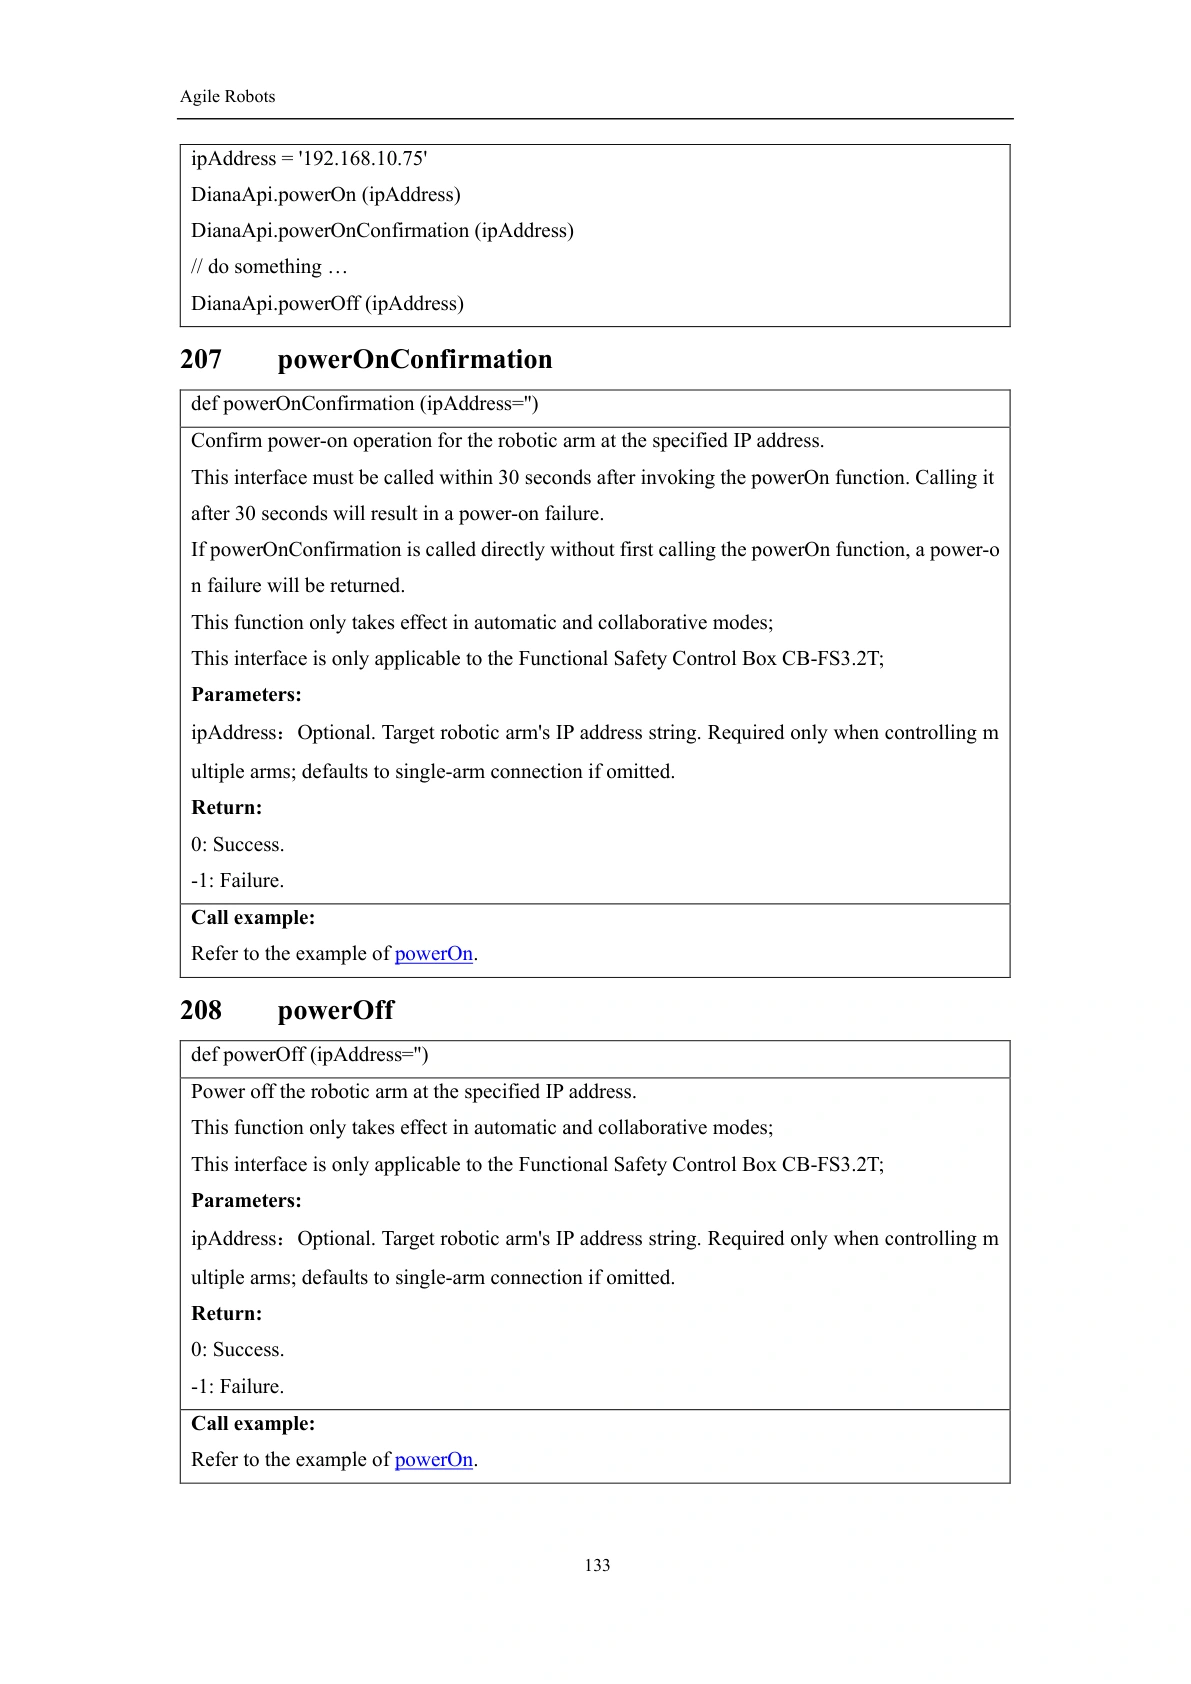 Agile Robots
ipAddress = '192.168.10.75'
DianaApi.powerOn (ipAddress)
DianaApi.powerOnConfirmation (ipAddress)
// do something …
DianaApi.powerOff (ipAddress)
207 powerOnConfirmation
def powerOnConfirmation (ipAddress='')
Confirm power-on operation for the robotic arm at the specified IP address.
This interface must be called within 30 seconds after invoking the powerOn function. Calling it
after 30 seconds will result in a power-on failure.
If powerOnConfirmation is called directly without first calling the powerOn function, a power-o
n failure will be returned.
This function only takes effect in automatic and collaborative modes;
This interface is only applicable to the Functional Safety Control Box CB-FS3.2T;
Parameters:
ipAddress：Optional. Target robotic arm's IP address string. Required only when controlling m
ultiple arms; defaults to single-arm connection if omitted.
Return:
0: Success.
-1: Failure.
Call example:
Refer to the example of powerOn.
208 powerOff
def powerOff (ipAddress='')
Power off the robotic arm at the specified IP address.
This function only takes effect in automatic and collaborative modes;
This interface is only applicable to the Functional Safety Control Box CB-FS3.2T;
Parameters:
ipAddress：Optional. Target robotic arm's IP address string. Required only when controlling m
ultiple arms; defaults to single-arm connection if omitted.
Return:
0: Success.
-1: Failure.
Call example:
Refer to the example of powerOn.
133